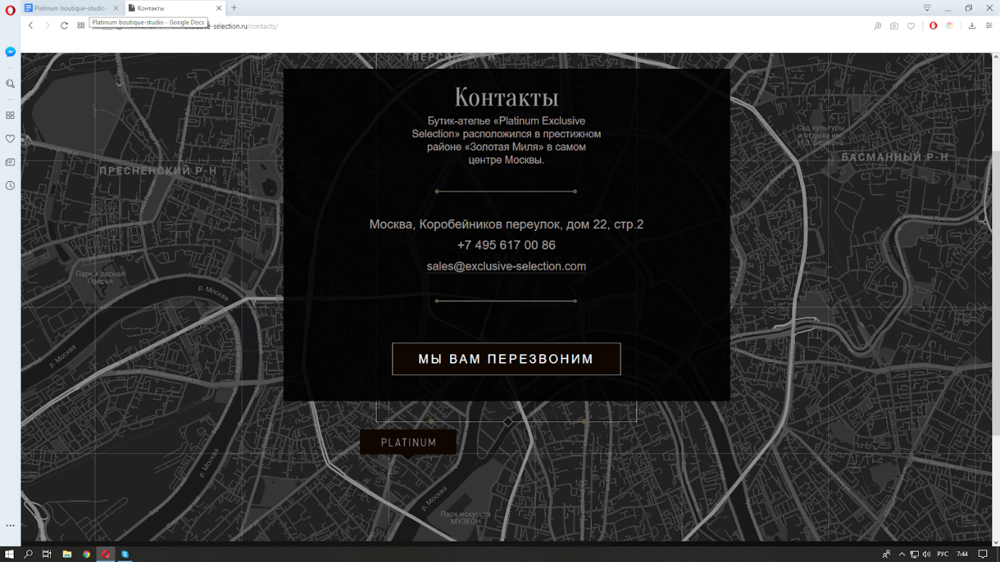 Platinum boutique-studio
Контакты
Platinum boutique-studio - Google Docs
-selection.ru/contacts/
Контакты
Бутик-ателье «Platinum Exclusive
Selection» расположился в престижном
районе «Золотая Миля» в самом
центре Москвы.
Сад культуры
и отдыха им.
Н.Э. Баумана
БАСМАННЫЙ Р-Н
ПРЕСНЕНСКИЙ Р-Н
Москва, Коробейников переулок, дом 22, стр.2
+7 495 617 00 86
sales@exclusive-selection.com
Парк Красная
Пресня
р. Москва
р. Москва
МЫ ВАМ ПЕРЕЗВОНИМ
PLATINUM
р. Москва
р. Москва
Парк искусств
МУЗЕОН
РУС
7:44